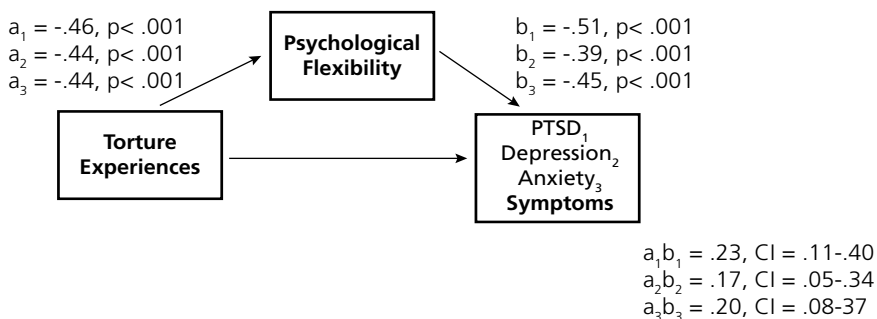 a₁ = -.46, p< .001
a₂ = -.44, p< .001
a₃ = -.44, p< .001
Psychological
Flexibility
b₁ = -.51, p< .001
b₂ = -.39, p< .001
b₃ = -.45, p< .001
Torture
Experiences
PTSD₁
Depression₂
Anxiety₃
Symptoms
a₁b₁ = .23, CI = .11-.40
a₂b₂ = .17, CI = .05-.34
a₃b₃ = .20, CI = .08-37